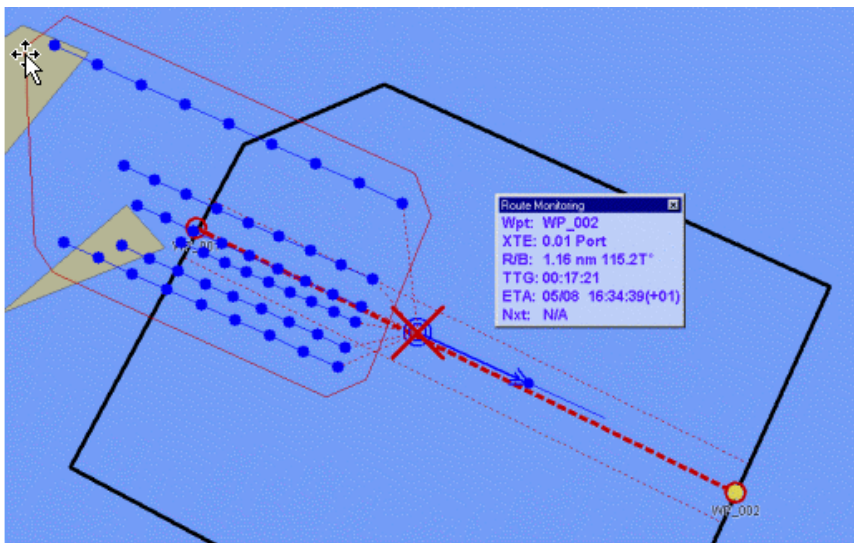 Route Monitoring
Wpt: WP_002
XTE: 0.01 Port
R/B: 1.16 nm 115.2T°
TTG: 00:17:21
ETA: 05/08 16:34:39(+01)
Nxt: N/A
WP_002